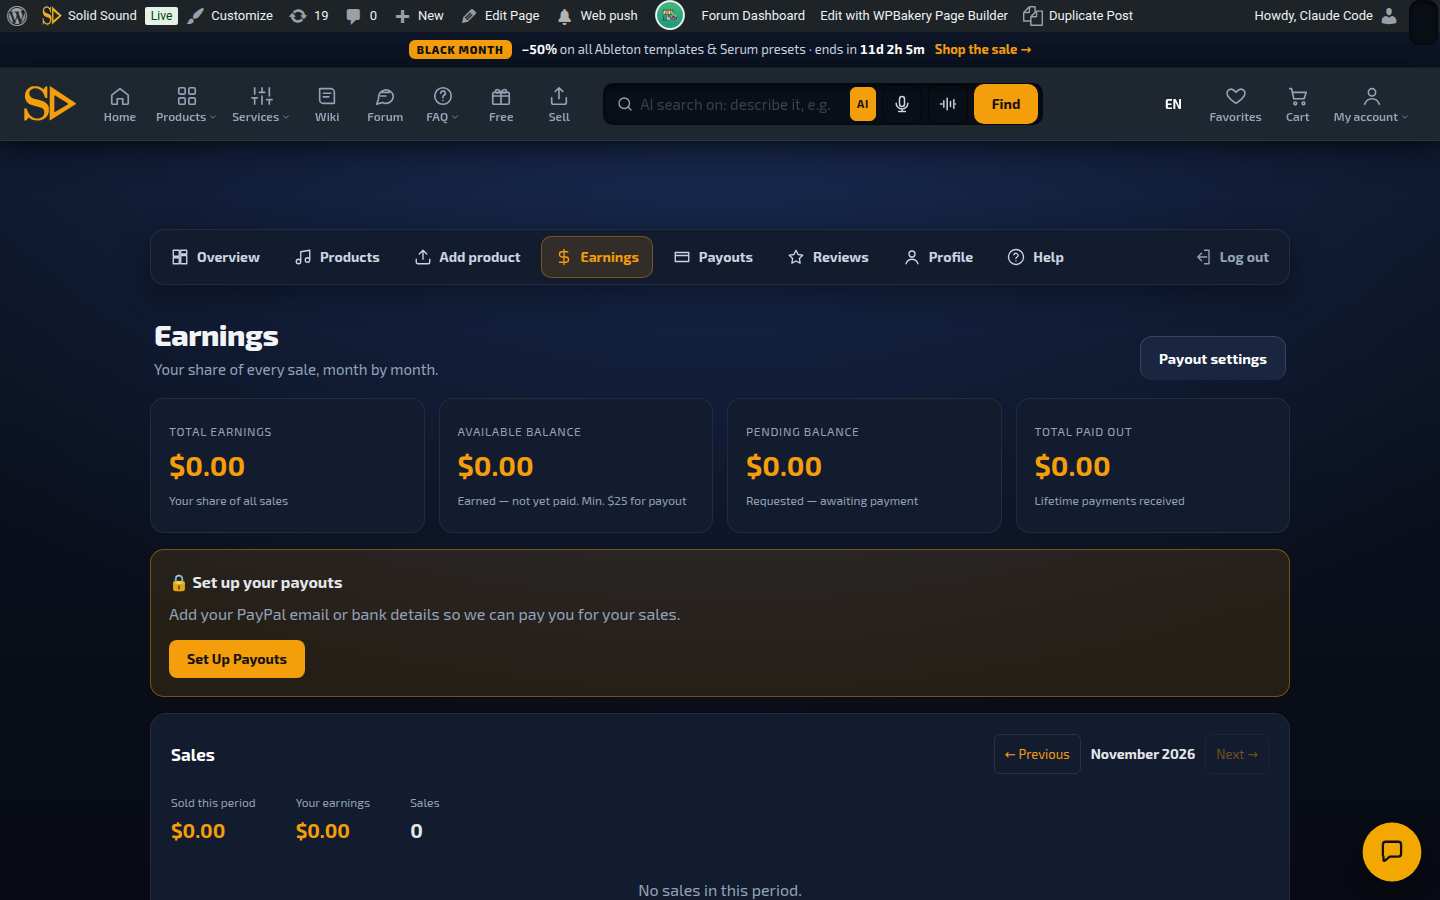 Solid Sound Live Customize 19 0 New Edit Page Web push Forum Dashboard Edit with WPBakery Page Builder Duplicate Post Howdy, Claude Code
BLACK MONTH –50% on all Ableton templates & Serum presets · ends in 11d 2h 5m Shop the sale →
Home Products Services Wiki Forum FAQ Free Sell
AI search on: describe it, e.g. AI Find
EN Favorites Cart My account
Overview Products Add product Earnings Payouts Reviews Profile Help Log out
Earnings
Your share of every sale, month by month.
Payout settings
TOTAL EARNINGS
$0.00
Your share of all sales
AVAILABLE BALANCE
$0.00
Earned — not yet paid. Min. $25 for payout
PENDING BALANCE
$0.00
Requested — awaiting payment
TOTAL PAID OUT
$0.00
Lifetime payments received
🔒 Set up your payouts
Add your PayPal email or bank details so we can pay you for your sales.
Set Up Payouts
Sales
← Previous November 2026 Next →
Sold this period Your earnings Sales
$0.00 $0.00 0
No sales in this period.